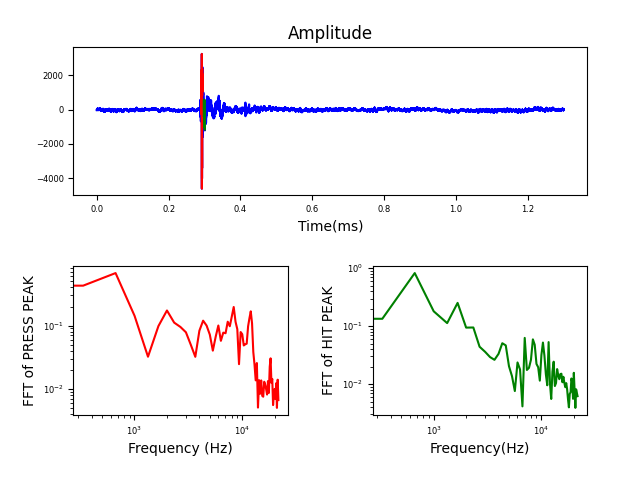 Amplitude
2000
0
−2000
−4000
0.0 0.2 0.4 0.6 0.8 1.0 1.2
Time(ms)
FFT of PRESS PEAK
10⁻¹
10⁻²
10³ 10⁴
Frequency (Hz)
FFT of HIT PEAK
10⁰
10⁻¹
10⁻²
10³ 10⁴
Frequency(Hz)